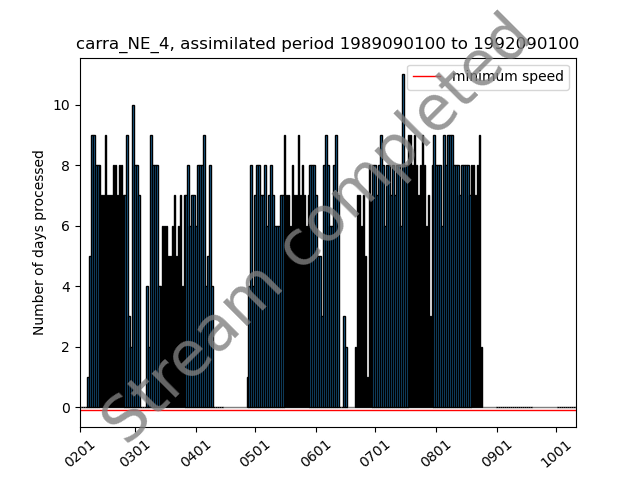 carra_NE_4, assimilated period 1989090100 to 1992090100
minimum speed
Number of days processed
10
8
6
4
2
0
0201 0301 0401 0501 0601 0701 0801 0901 1001
Stream completed